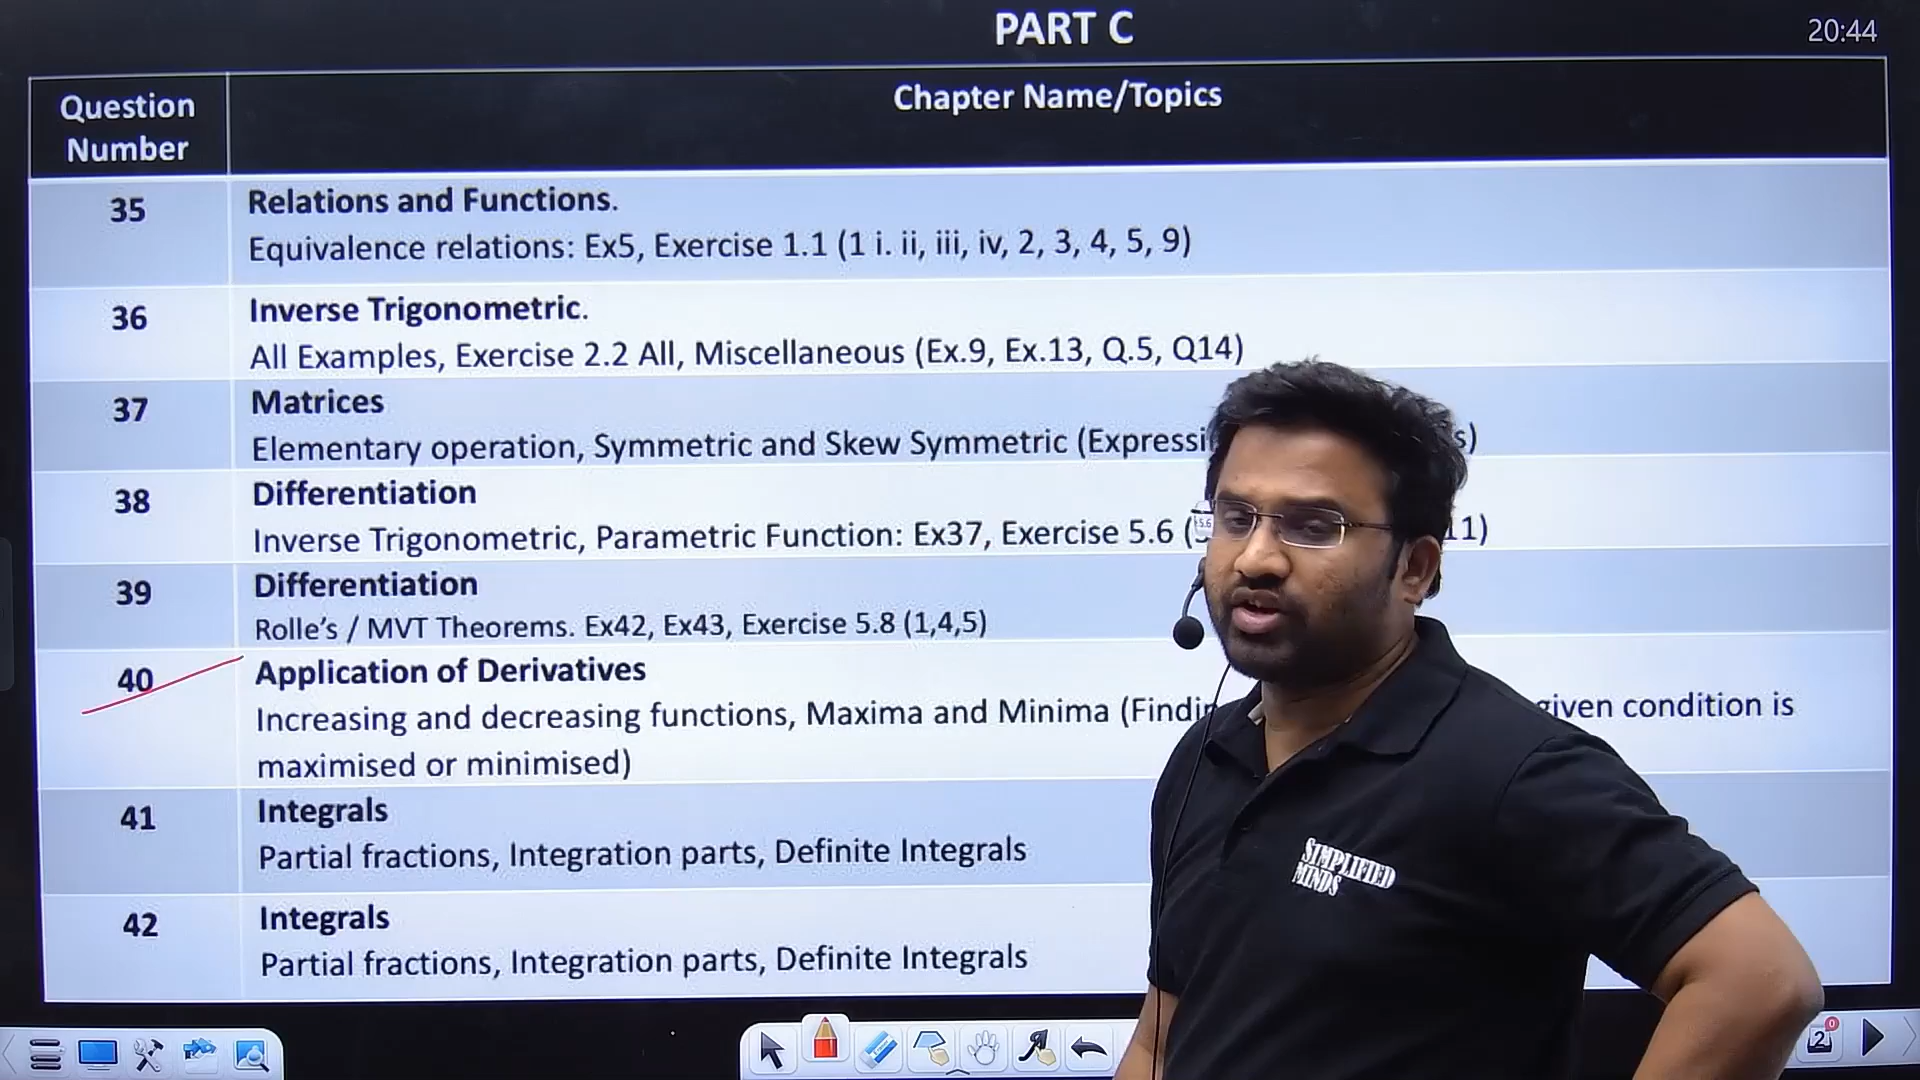 PART C
20:44
Question
Number
Chapter Name/Topics
35
Relations and Functions.
Equivalence relations: Ex5, Exercise 1.1 (1 i. ii, iii, iv, 2, 3, 4, 5, 9)
36
Inverse Trigonometric.
All Examples, Exercise 2.2 All, Miscellaneous (Ex.9, Ex.13, Q.5, Q14)
37
Matrices
Elementary operation, Symmetric and Skew Symmetric
38
Differentiation
Inverse Trigonometric, Parametric Function: Ex37, Exercise 5.6 11)
39
Differentiation
Rolle's / MVT Theorems. Ex42, Ex43, Exercise 5.8 (1,4,5)
40
Application of Derivatives
Increasing and decreasing functions, Maxima and Minima given condition is
maximised or minimised)
41
Integrals
Partial fractions, Integration parts, Definite Integrals
42
Integrals
Partial fractions, Integration parts, Definite Integrals
SIMPLIFIED
MINDS
2
0